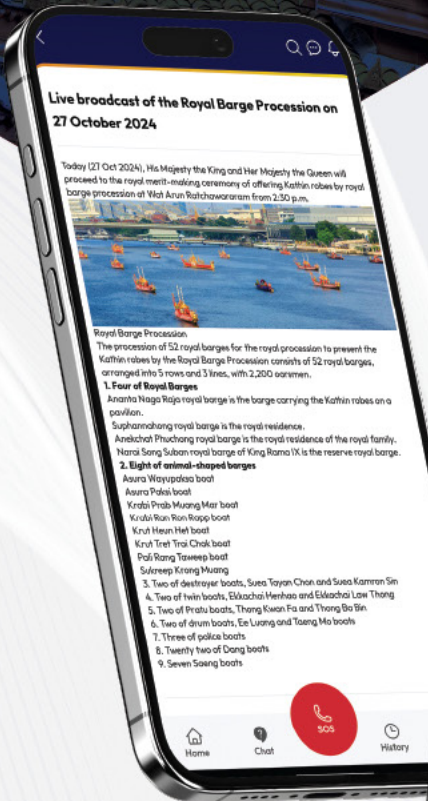 Live broadcast of the Royal Barge Procession on
27 October 2024
Today (27 Oct 2024), His Majesty the King and Her Majesty the Queen will
proceed to the royal merit-making ceremony of offering Kathin robes by royal
barge procession at Wat Arun Ratchawararam from 2:30 p.m.
Royal Barge Procession
The procession of 52 royal barges for the royal procession to present the
Kathin robes by the Royal Barge Procession consists of 52 royal barges,
arranged into 5 rows and 3 lines, with 2,200 oarsmen.
1. Four of Royal Barges
Ananta Naga Raja royal barge is the barge carrying the Kathin robes on a
pavilion.
Suphannahong royal barge is the royal residence.
Anekchat Phuchong royal barge is the royal residence of the royal family.
Narai Song Suban royal barge of King Rama IX is the reserve royal barge.
2. Eight of animal-shaped barges
Asura Wayupaksa boat
Asura Paksi boat
Krabi Prab Muang Mar boat
Krabi Ran Ron Rapp boat
Krut Heun Het boat
Krut Tret Trai Chak boat
Pali Rang Taweep boat
Sukreep Krong Muang
3. Two of destroyer boats, Suea Tayan Chon and Suea Kamron Sin
4. Two of twin boats, Ekkachai Henhao and Ekkachai Law Thong
5. Two of Pratu boats, Thong Kwan Fa and Thong Ba Bin
6. Two of drum boats, Ee Luang and Taeng Mo boats
7. Three of police boats
8. Twenty two of Dang boats
9. Seven Saeng boats
Home
Chat
SOS
History